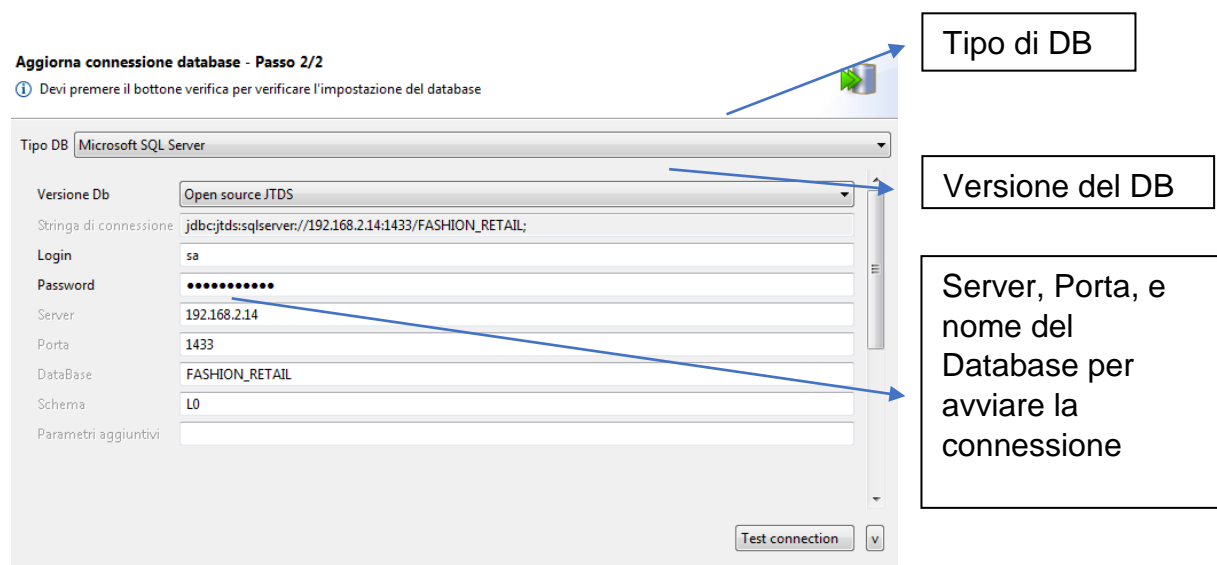 Aggiorna connessione database - Passo 2/2
Devi premere il bottone verifica per verificare l'impostazione del database
Tipo DB Microsoft SQL Server
Versione Db Open source JTDS
Stringa di connessione jdbc:jtds:sqlserver://192.168.2.14:1433/FASHION_RETAIL;
Login sa
Password ●●●●●●●●●●●
Server 192.168.2.14
Porta 1433
DataBase FASHION_RETAIL
Schema L0
Parametri aggiuntivi
Test connection v
Tipo di DB
Versione del DB
Server, Porta, e
nome del
Database per
avviare la
connessione